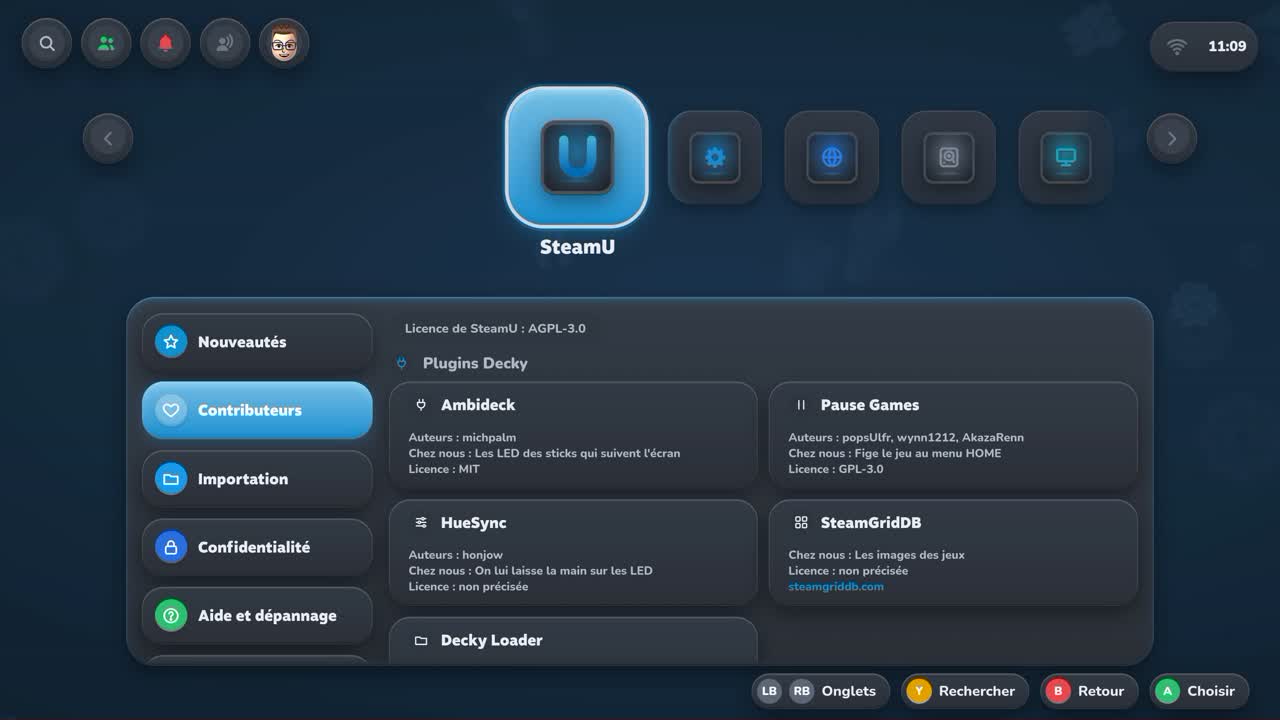 11:09
U
SteamU
Nouveautés
Contributeurs
Importation
Confidentialité
Aide et dépannage
Licence de SteamU : AGPL-3.0
Plugins Decky
Ambideck
Auteurs : michpalm
Chez nous : Les LED des sticks qui suivent l'écran
Licence : MIT
Pause Games
Auteurs : popsUlfr, wynn1212, AkazaRenn
Chez nous : Fige le jeu au menu HOME
Licence : GPL-3.0
HueSync
Auteurs : honjow
Chez nous : On lui laisse la main sur les LED
Licence : non précisée
SteamGridDB
Chez nous : Les images des jeux
Licence : non précisée
steamgriddb.com
Decky Loader
LB RB Onglets Y Rechercher B Retour A Choisir